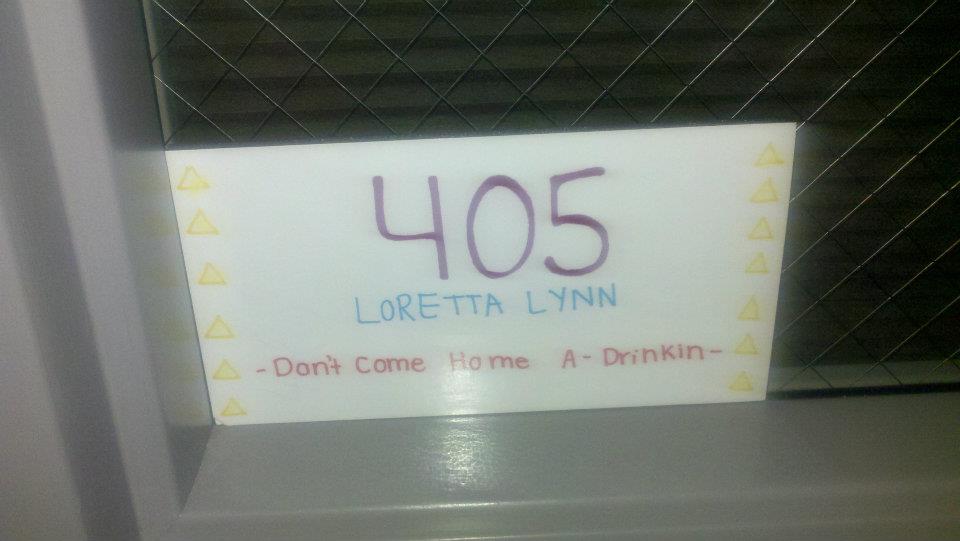 405
LORETTA LYNN
-Don't Come Home A-Drinkin-